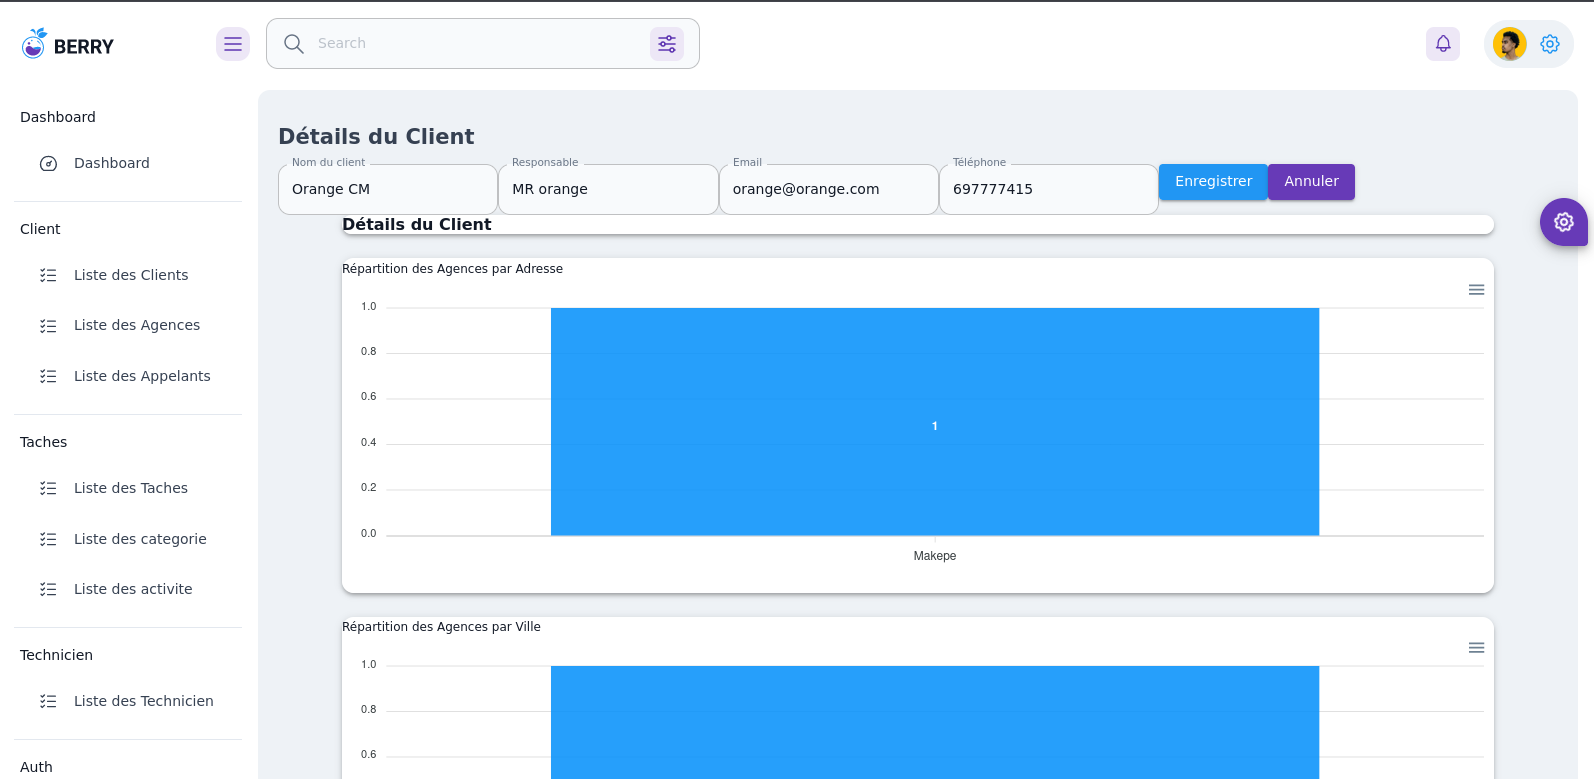 BERRY
Search
Dashboard
Dashboard
Client
Liste des Clients
Liste des Agences
Liste des Appelants
Taches
Liste des Taches
Liste des categorie
Liste des activite
Technicien
Liste des Technicien
Auth
Détails du Client
Nom du client Responsable Email Téléphone
Orange CM MR orange orange@orange.com 697777415 Enregistrer Annuler
Détails du Client
Répartition des Agences par Adresse
1.0
0.8
0.6
1
0.4
0.2
0.0
Makepe
Répartition des Agences par Ville
1.0
0.8
0.6